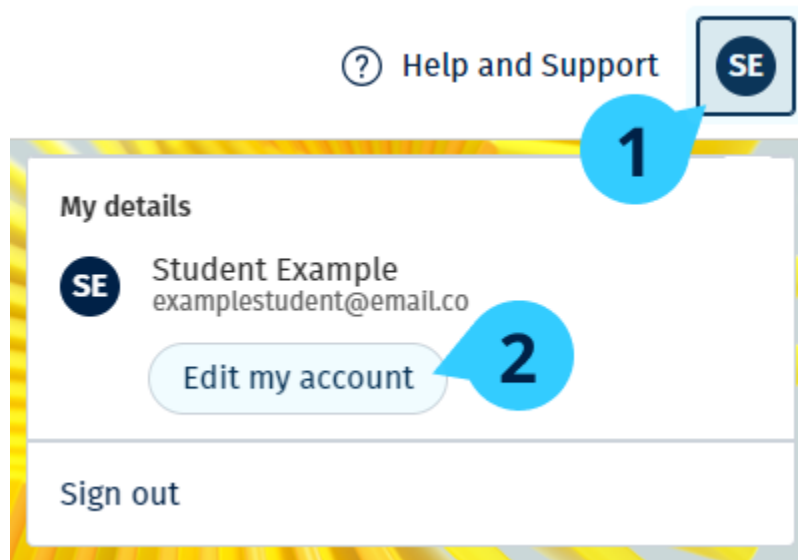 ? Help and Support SE
1
My details
SE Student Example
examplestudent@email.co
2
Edit my account
Sign out